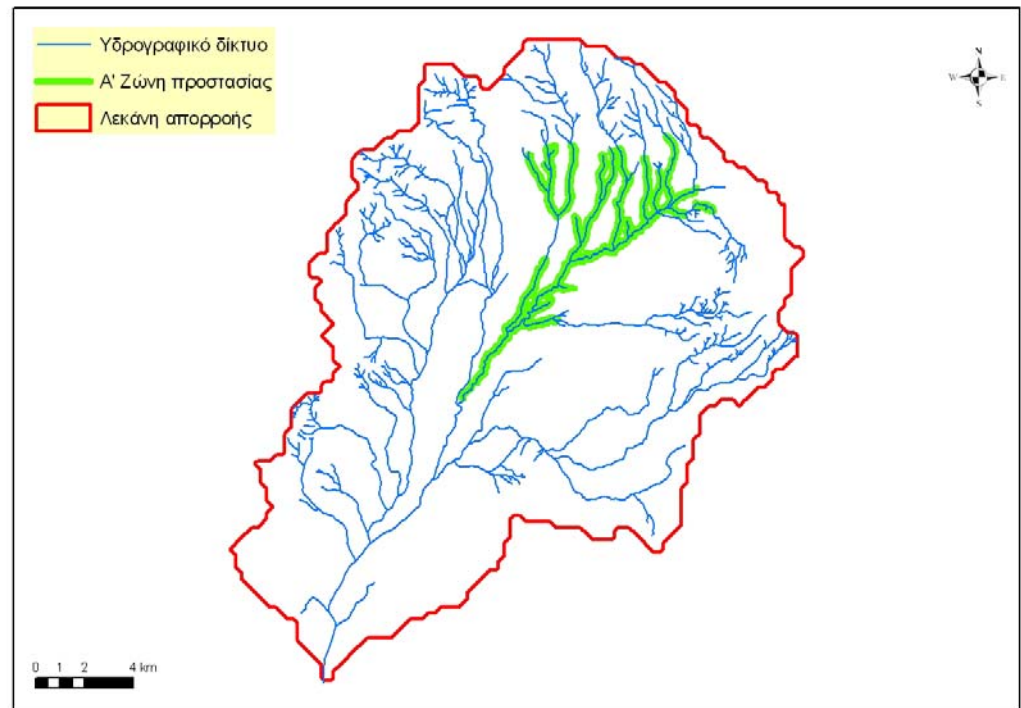 Υδρογραφικό δίκτυο
Α' Ζώνη προστασίας
Λεκάνη απορροής
N
W E
S
0 1 2 4 km